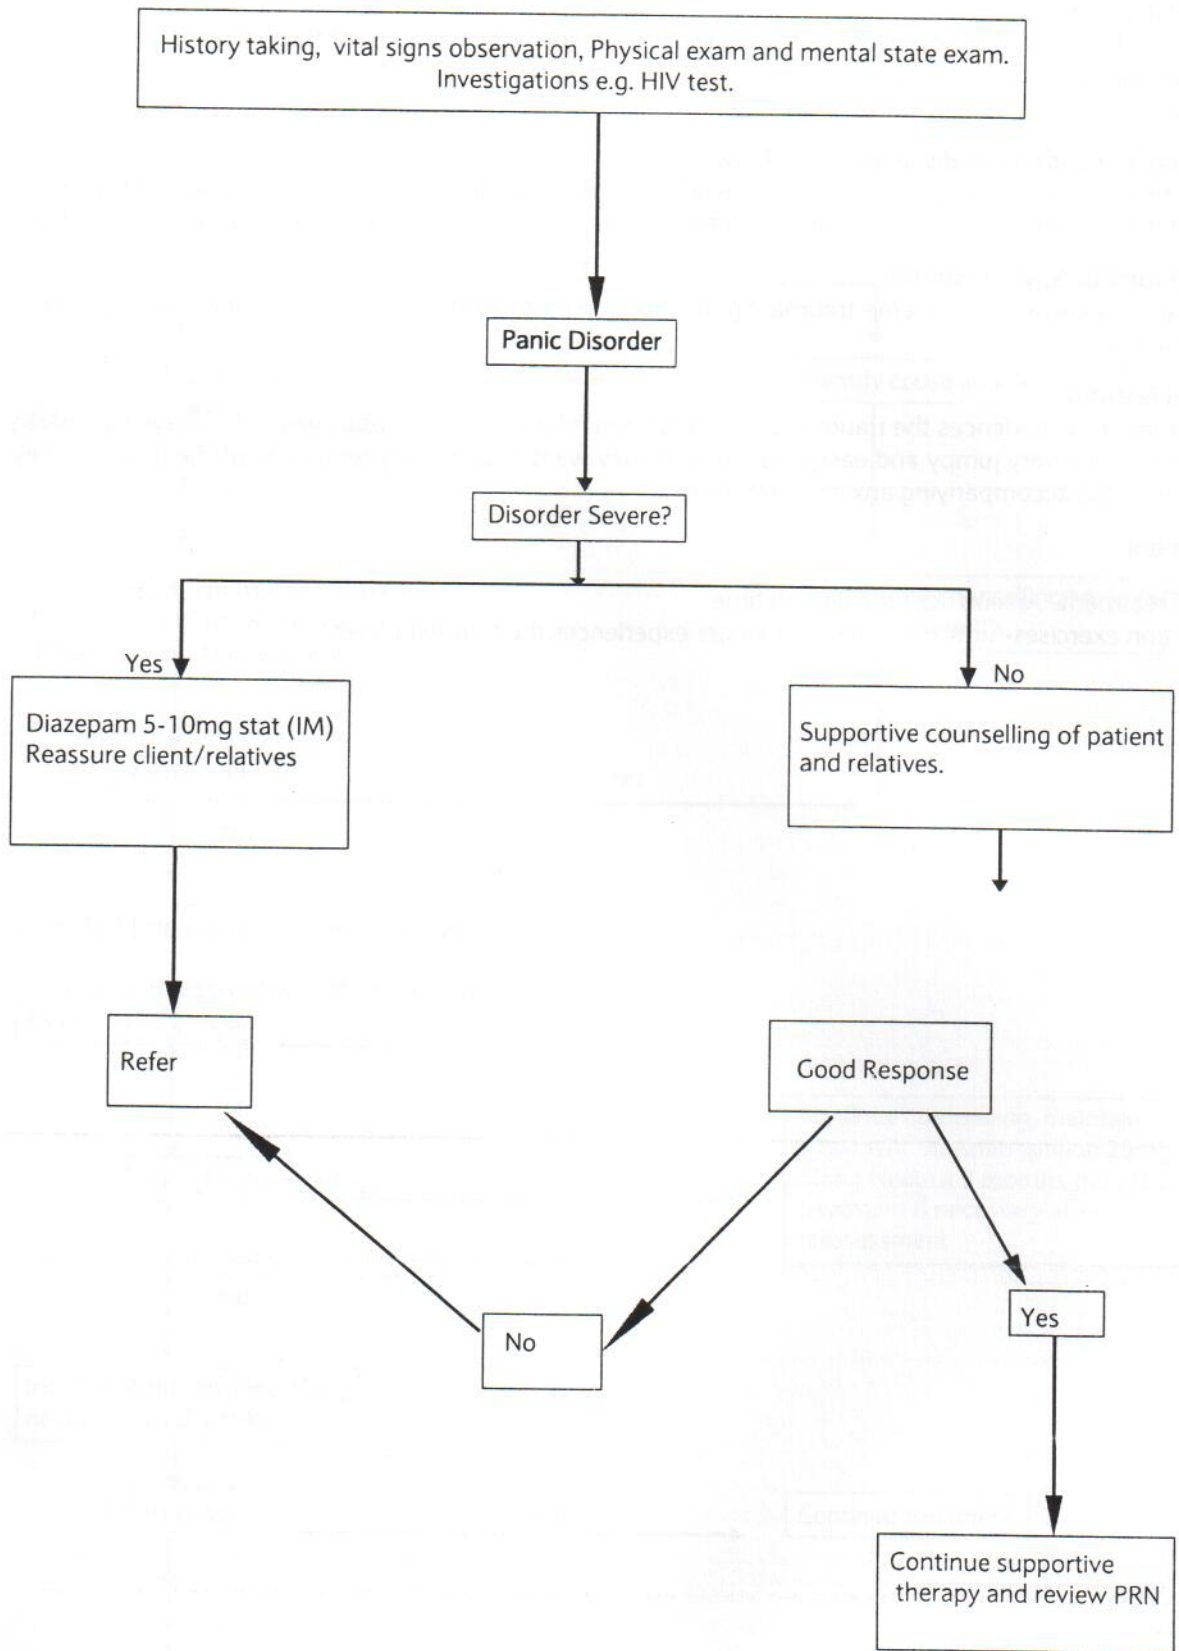 History taking, vital signs observation, Physical exam and mental state exam.
Investigations e.g. HIV test.
Panic Disorder
Disorder Severe?
Yes
No
Diazepam 5-10mg stat (IM)
Reassure client/relatives
Supportive counselling of patient
and relatives.
Refer
Good Response
No
Yes
Continue supportive
therapy and review PRN